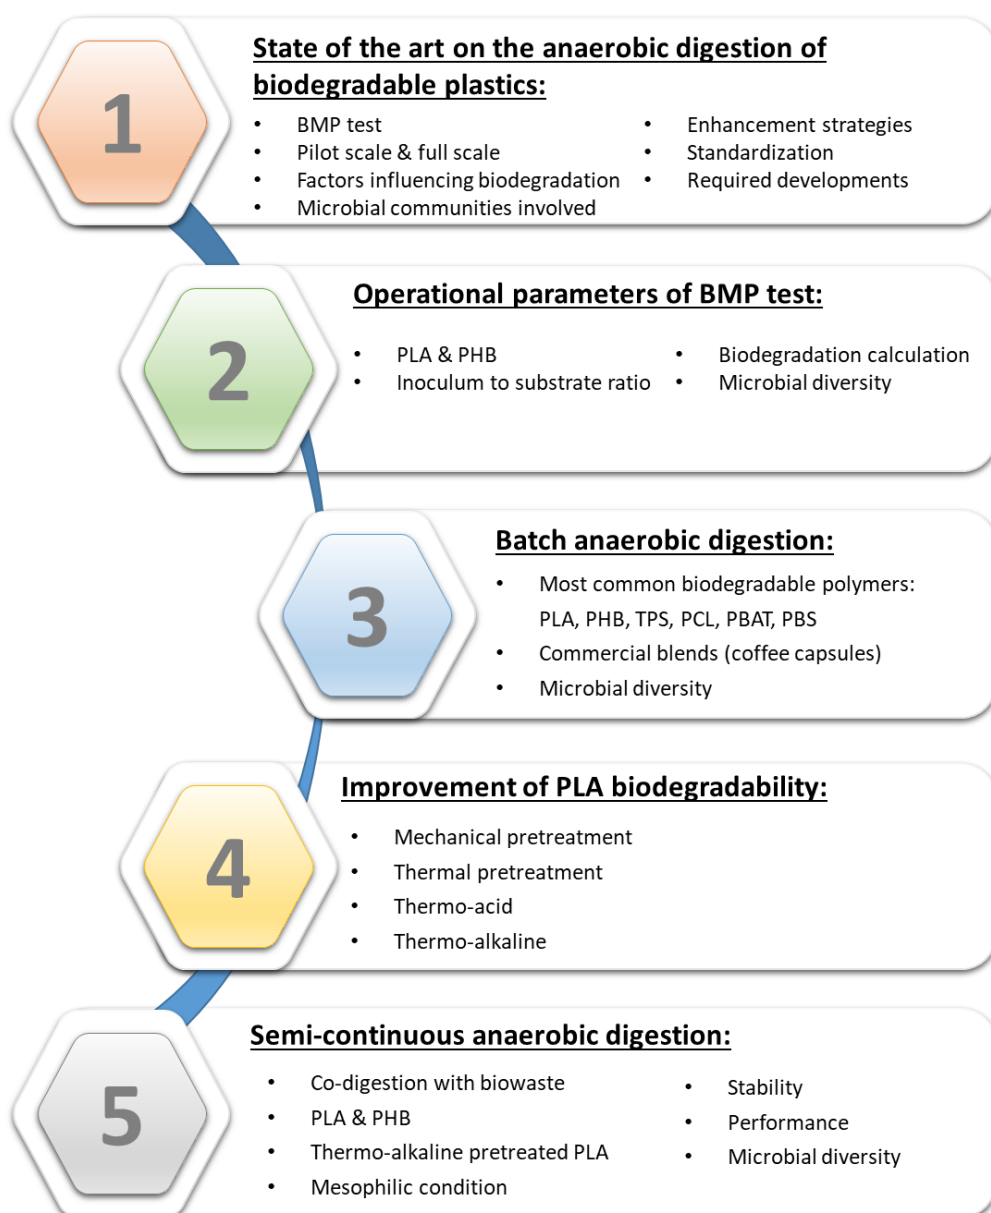 1
State of the art on the anaerobic digestion of
biodegradable plastics:
• BMP test
• Pilot scale & full scale
• Factors influencing biodegradation
• Microbial communities involved
• Enhancement strategies
• Standardization
• Required developments
2
Operational parameters of BMP test:
• PLA & PHB
• Inoculum to substrate ratio
• Biodegradation calculation
• Microbial diversity
3
Batch anaerobic digestion:
• Most common biodegradable polymers:
PLA, PHB, TPS, PCL, PBAT, PBS
• Commercial blends (coffee capsules)
• Microbial diversity
4
Improvement of PLA biodegradability:
• Mechanical pretreatment
• Thermal pretreatment
• Thermo-acid
• Thermo-alkaline
5
Semi-continuous anaerobic digestion:
• Co-digestion with biowaste
• PLA & PHB
• Thermo-alkaline pretreated PLA
• Mesophilic condition
• Stability
• Performance
• Microbial diversity